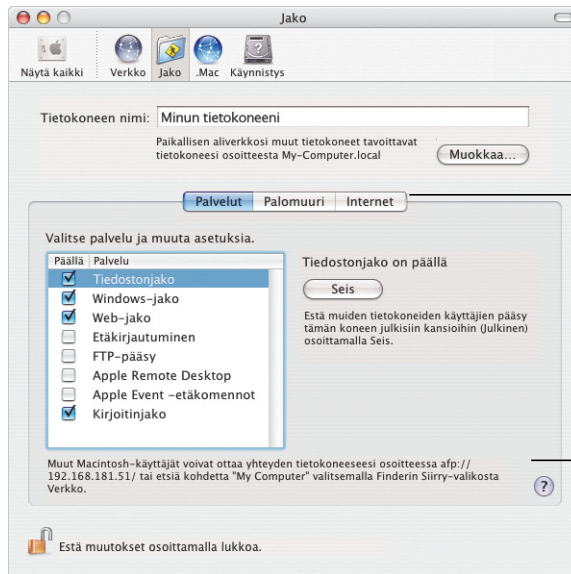 Jako
Näytä kaikki Verkko Jako .Mac Käynnistys
Tietokoneen nimi: Minun tietokoneeni
Paikallisen aliverkkosi muut tietokoneet tavoittavat
tietokoneesi osoitteesta My-Computer.local
Muokkaa...
Palvelut Palomuuri Internet
Valitse palvelu ja muuta asetuksia.
Päällä Palvelu
Tiedostonjako
Windows-jako
Web-jako
Etäkirjautuminen
FTP-pääsy
Apple Remote Desktop
Apple Event -etäkomennot
Kirjoitinjako
Tiedostonjako on päällä
Seis
Estä muiden tietokoneiden käyttäjien pääsy
tämän koneen julkisiin kansioihin (Julkinen)
osoittamalla Seis.
Muut Macintosh-käyttäjät voivat ottaa yhteyden tietokoneeseesi osoitteessa afp://
192.168.181.51/ tai etsiä kohdetta "My Computer" valitsemalla Finderin Siirry-valikosta
Verkko.
?
Estä muutokset osoittamalla lukkoa.